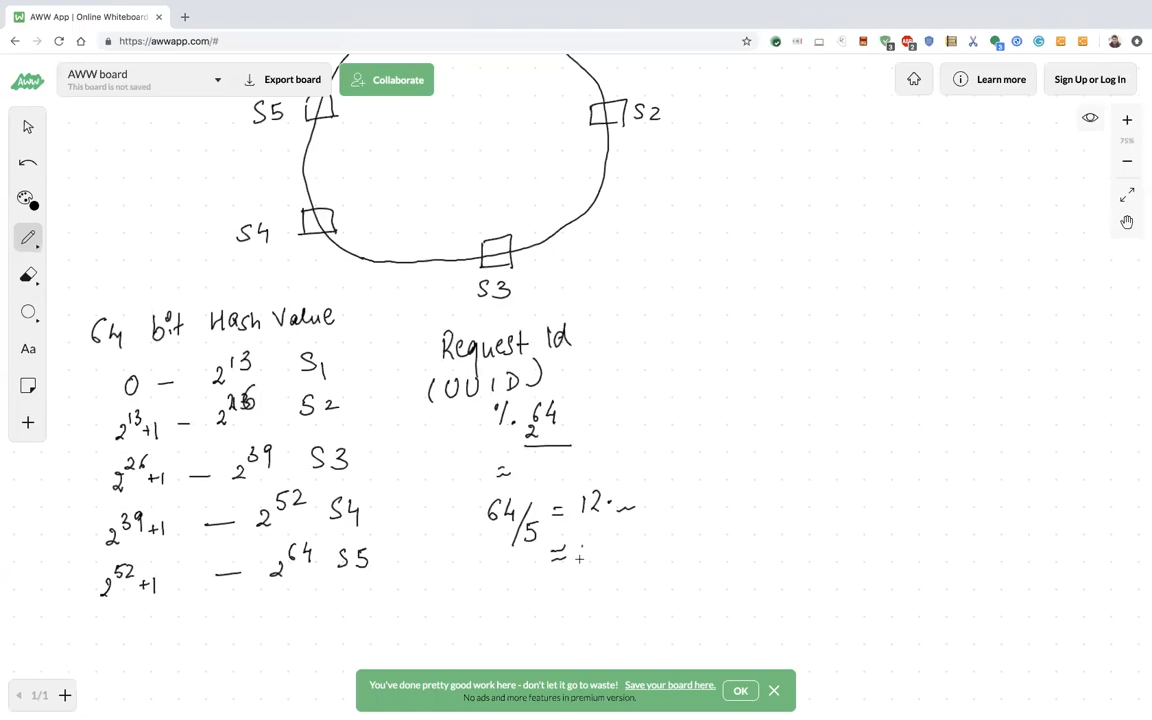 AWW App | Online Whiteboard
https://awwapp.com/#
AWW
AWW board
This board is not saved
Export board
Collaborate
Learn more
Sign Up or Log In
75%
Aa
S5
S2
S4
S3
64 bit Hash Value
0 - 2^13 S1
2^13+1 - 2^26 S2
2^26+1 - 2^39 S3
2^39+1 - 2^52 S4
2^52+1 - 2^64 S5
Request Id
(UUID)
% 2^64
≈
64/5 = 12.~
≈
1/1
You've done pretty good work here - don't let it go to waste! Save your board here.
No ads and more features in premium version.
OK